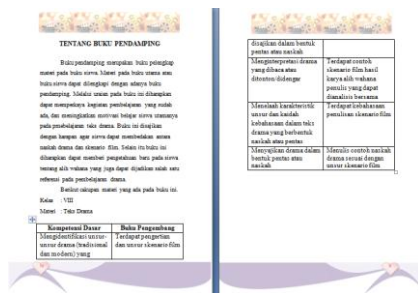 TENTANG BUKU PENDAMPING
Buku pendamping merupakan buku pelengkap
materi pada buku siswa. Materi pada buku utama atau
buku siswa dapat dilengkapi dengan adanya buku
pendamping. Melalui uraian pada buku ini diharapkan
dapat memperkaya kegiatan pembelajaran yang sudah
ada, dan meningkatkan motivasi belajar siswa utamanya
pada pmebelajaran teks drama. Buku ini disajikan
dengan harapan agar siswa dapat membedakan antara
naskah drama dan skenario film. Selain itu buku ini
diharapkan dapat memberi pengetahuan baru pada siswa
tentang alih wahana yang juga dapat dijadikan salah satu
referensi pada pembelajaran drama.
Berikut cakupan materi yang ada pada buku ini.
Kelas : VIII
Materi : Teks Drama
Kompetensi Dasar Buku Pengembang
Mengidentifikasi unsur- Terdapat pengertian
unsur drama (tradisional dan unsur skenario film
dan modern) yang
disajikan dalam bentuk
pentas atau naskah
Menginterpretasi drama Terdapat contoh
yang dibaca atau skenario film hasil
ditonton/didengar karya alih wahana
penulis yang dapat
dianalisis bersama
Menelaah karakteristik Terdapat kebahasaan
unsur dan kaidah penulisan skenario film
kebahasaan dalam teks
drama yang berbentuk
naskah atau pentas
Menyajikan drama dalam Menulis contoh naskah
bentuk pentas atau drama sesuai dengan
naskah unsur skenario film